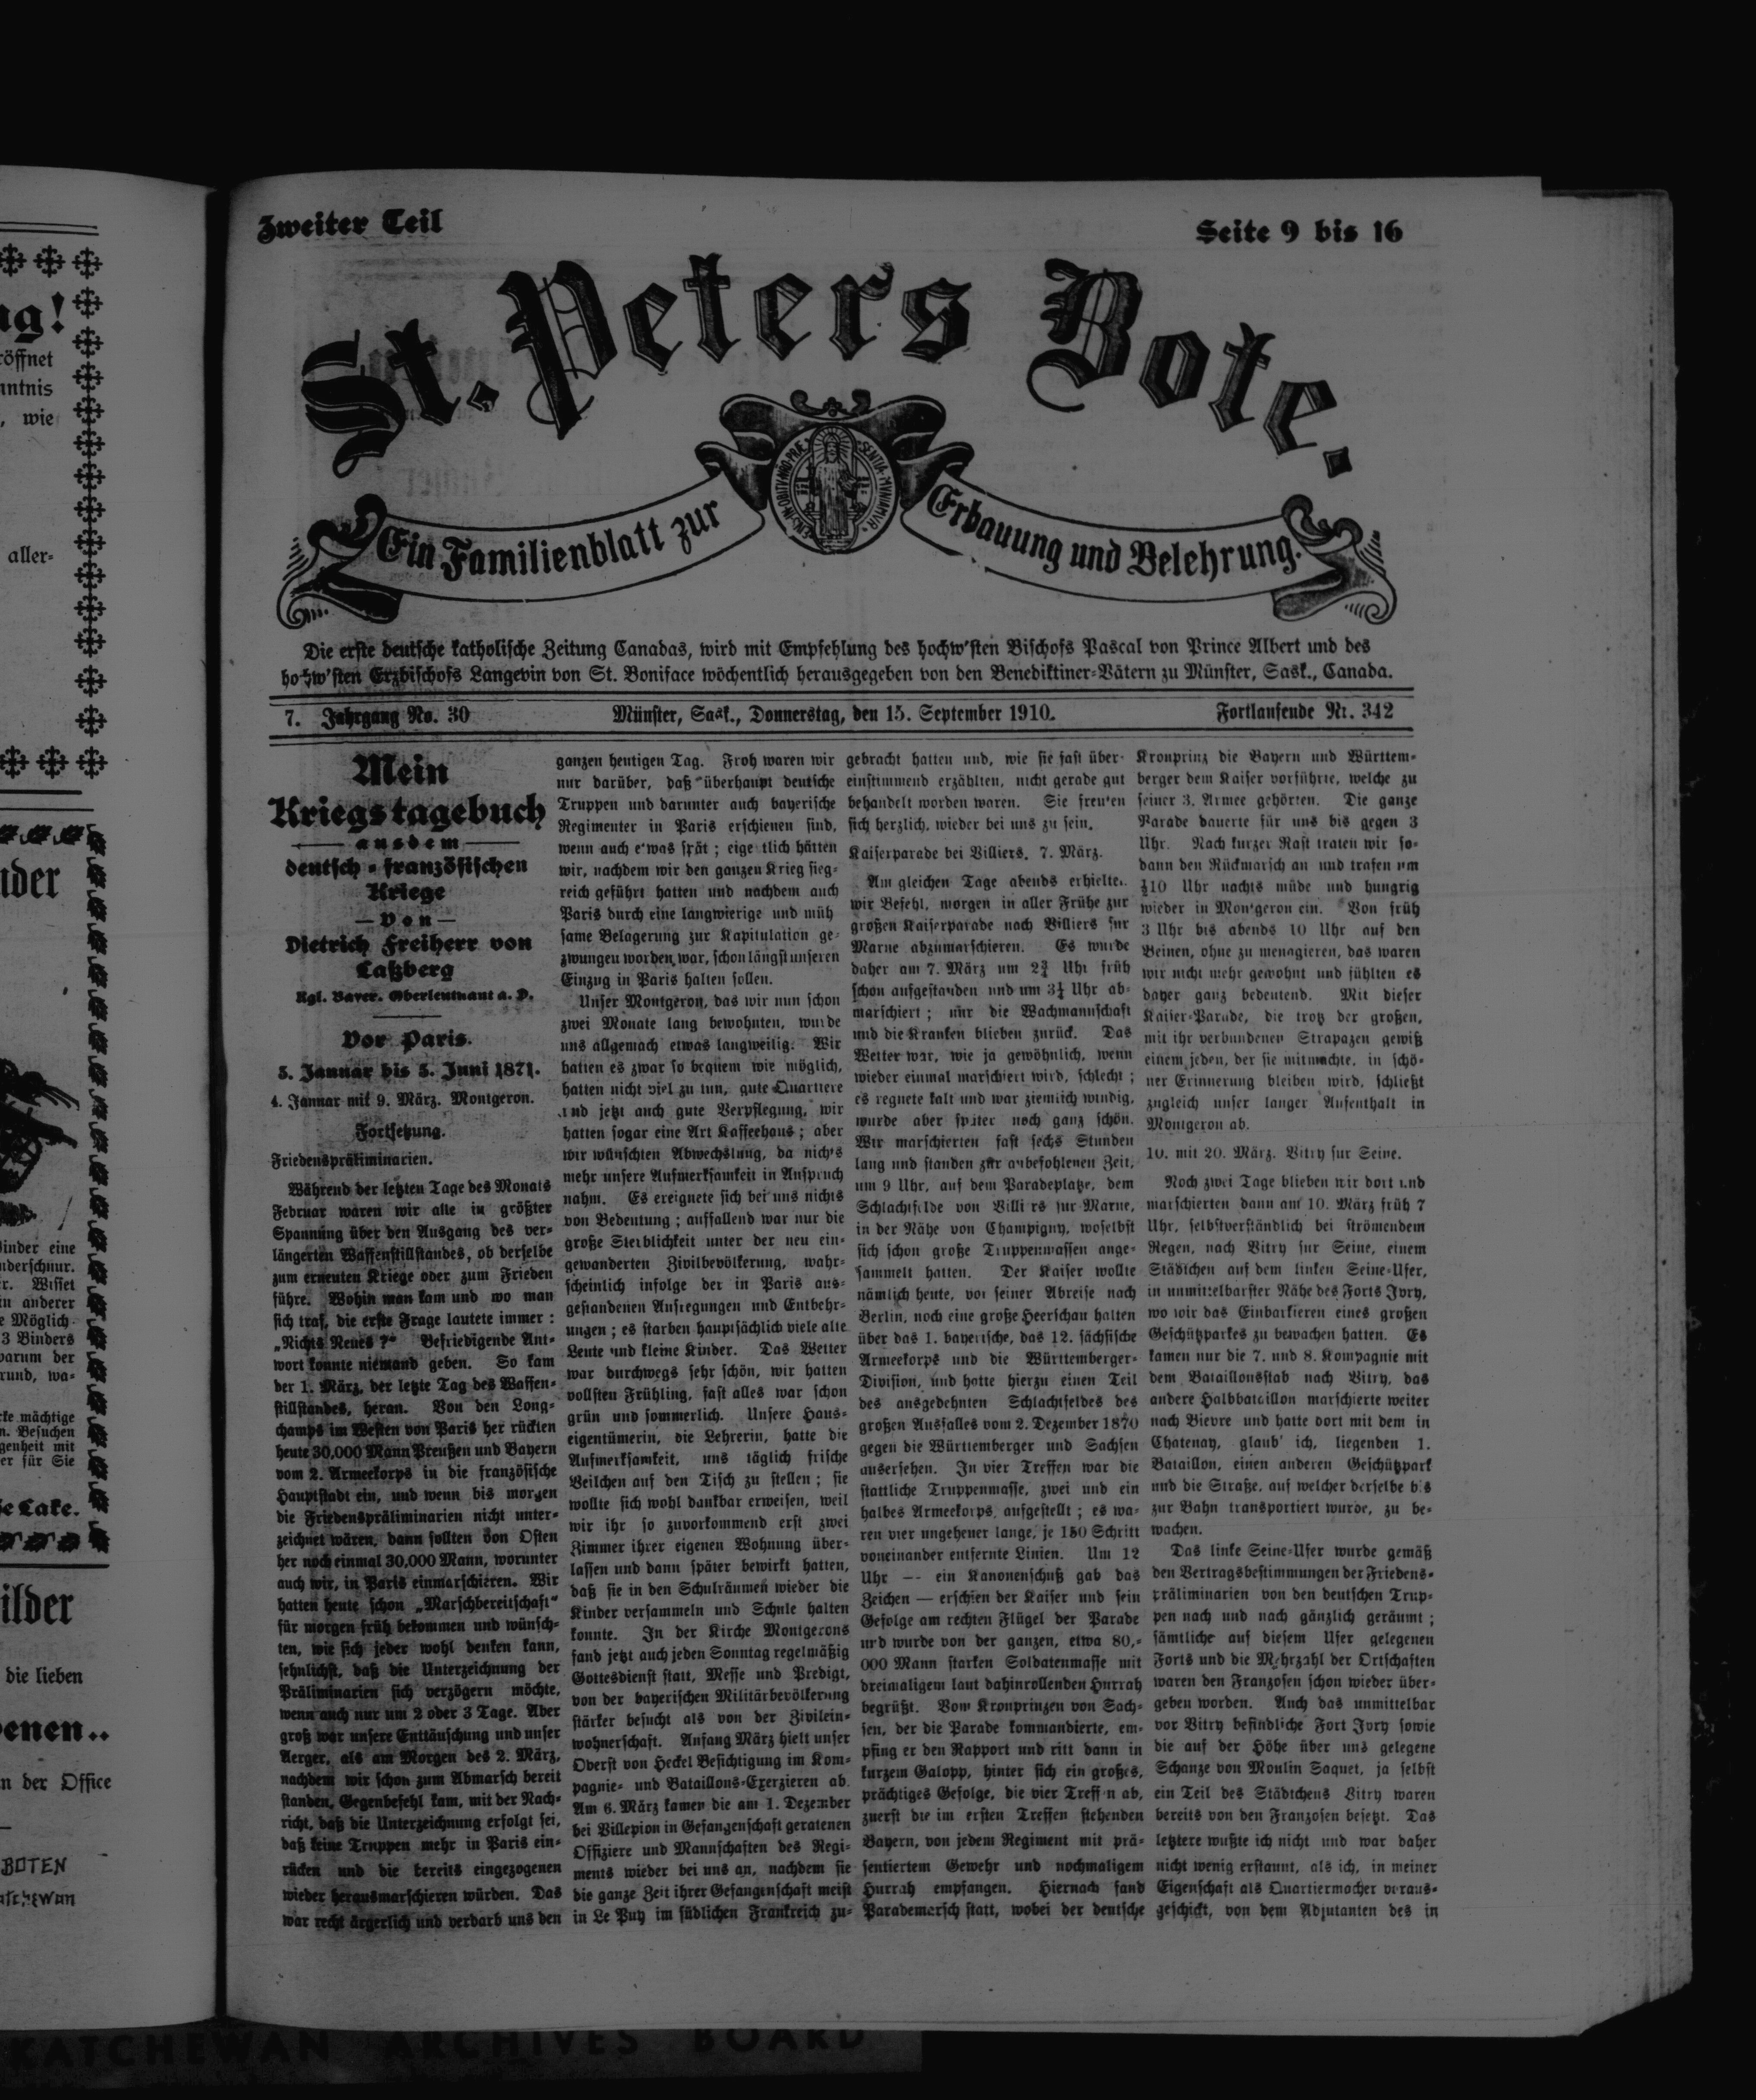 ng!
röffnet
nntnis
, wie
aller-
nder
Binder eine
nderschnur.
r. Wisset
in anderer
e Möglich-
3 Binders
warum der
rund, wa-
cke mächtige
n. Besuchen
genheit mit
er für Sie
se Lake.
ilder
die lieben
enen..
n der Office
BOTEN
atchewan
Zweiter Teil
Seite 9 bis 16
St. Peters Bote.
Ein Familienblatt zur
Erbauung und Belehrung.
Die erste deutsche katholische Zeitung Canadas, wird mit Empfehlung des hochw'sten Bischofs Pascal von Prince Albert und des
hochw'sten Erzbischofs Langevin von St. Boniface wöchentlich herausgegeben von den Benediktiner-Vätern zu Münster, Sask., Canada.
7. Jahrgang No. 30
Münster, Sask., Donnerstag, den 15. September 1910.
Fortlaufende Nr. 342
Mein
Kriegstagebuch
aus dem
deutsch-französischen
Kriege
—von—
Dietrich Freiherr von
Laßberg
Kgl. Bayer. Oberleutnant a. D.
Vor Paris.
5. Januar bis 5. Juni 1871.
4. Januar mit 9. März. Montgeron.
Fortsetzung.
Friedenspräliminarien.
Während der letzten Tage des Monats
Februar waren wir alle in größter
Spannung über den Ausgang des ver-
längerten Waffenstillstandes, ob derselbe
zum erneuten Kriege oder zum Frieden
führe. Wohin man kam und wo man
sich traf, die erste Frage lautete immer:
„Nichts Neues?“ Befriedigende Ant-
wort konnte niemand geben. So kam
der 1. März, der letzte Tag des Waffen-
stillstandes, heran. Von den Long-
champs im Westen von Paris her rückten
heute 30,000 Mann Preußen und Bayern
vom 2. Armeekorps in die französische
Hauptstadt ein, und wenn bis morgen
die Friedenspräliminarien nicht unter-
zeichnet wären, dann sollten von Osten
her noch einmal 30,000 Mann, worunter
auch wir, in Paris einmarschieren. Wir
hatten heute schon „Marschbereitschaft“
für morgen früh bekommen und wünsch-
ten, wie sich jeder wohl denken kann,
sehnlichst, daß die Unterzeichnung der
Präliminarien sich verzögern möchte,
wenn auch nur um 2 oder 3 Tage. Aber
groß war unsere Enttäuschung und unser
Aerger, als am Morgen des 2. März,
nachdem wir schon zum Abmarsch bereit
standen, Gegenbefehl kam, mit der Nach-
richt, daß die Unterzeichnung erfolgt sei,
daß keine Truppen mehr in Paris ein-
rücken und die bereits eingezogenen
wieder herausmarschieren würden. Das
war recht ärgerlich und verdarb uns den
ganzen heutigen Tag. Froh waren wir
nur darüber, daß überhaupt deutsche
Truppen und darunter auch bayerische
Regimenter in Paris erschienen sind,
wenn auch etwas spät; eigentlich hätten
wir, nachdem wir den ganzen Krieg sieg-
reich geführt hatten und nachdem auch
Paris durch eine langwierige und müh
same Belagerung zur Kapitulation ge-
zwungen worden war, schon längst unseren
Einzug in Paris halten sollen.
Unser Montgeron, das wir nun schon
zwei Monate lang bewohnten, wurde
uns allgemach etwas langweilig. Wir
hatten es zwar so bequem wie möglich,
hatten nicht viel zu tun, gute Quartiere
und jetzt auch gute Verpflegung, wir
hatten sogar eine Art Kaffeehaus; aber
wir wünschten Abwechslung, da nichts
mehr unsere Aufmerksamkeit in Anspruch
nahm. Es ereignete sich bei uns nichts
von Bedeutung; auffallend war nur die
große Sterblichkeit unter der neu ein-
gewanderten Zivilbevölkerung, wahr-
scheinlich infolge der in Paris aus-
gestandenen Aufregungen und Entbehr-
ungen; es starben hauptsächlich viele alte
Leute und kleine Kinder. Das Wetter
war durchwegs sehr schön, wir hatten
vollsten Frühling, fast alles war schon
grün und sommerlich. Unsere Haus-
eigentümerin, die Lehrerin, hatte die
Aufmerksamkeit, uns täglich frische
Veilchen auf den Tisch zu stellen; sie
wollte sich wohl dankbar erweisen, weil
wir ihr so zuvorkommend erst zwei
Zimmer ihrer eigenen Wohnung über-
lassen und dann später bewirkt hatten,
daß sie in den Schulräumen wieder die
Kinder versammeln und Schule halten
konnte. In der Kirche Montgerons
fand jetzt auch jeden Sonntag regelmäßig
Gottesdienst statt, Messe und Predigt,
von der bayerischen Militärbevölkerung
stärker besucht als von der Zivilein-
wohnerschaft. Anfang März hielt unser
Oberst von Heckel Besichtigung im Kom-
pagnie- und Bataillons-Exerzieren ab.
Am 6. März kamen die am 1. Dezember
bei Villepion in Gefangenschaft geratenen
Offiziere und Mannschaften des Regi-
ments wieder bei uns an, nachdem sie
die ganze Zeit ihrer Gefangenschaft meist
in Le Puy im südlichen Frankreich zu-
gebracht hatten und, wie sie fast über-
einstimmend erzählten, nicht gerade gut
behandelt worden waren. Sie freuten
sich herzlich, wieder bei uns zu sein.
Kaiserparade bei Villiers. 7. März.
Am gleichen Tage abends erhielten
wir Befehl, morgen in aller Frühe zur
großen Kaiserparade nach Villiers sur
Marne abzumarschieren. Es wurde
daher am 7. März um 2¾ Uhr früh
schon aufgestanden und um 3¼ Uhr ab-
marschiert; nur die Wachmannschaft
und die Kranken blieben zurück. Das
Wetter war, wie ja gewöhnlich, wenn
wieder einmal marschiert wird, schlecht;
es regnete kalt und war ziemlich windig,
wurde aber später noch ganz schön.
Wir marschierten fast sechs Stunden
lang und standen zur anbefohlenen Zeit,
um 9 Uhr, auf dem Paradeplatze, dem
Schlachtfelde von Villiers sur-Marne,
in der Nähe von Champigny, woselbst
sich schon große Truppenmassen ange-
sammelt hatten. Der Kaiser wollte
nämlich heute, vor seiner Abreise nach
Berlin, noch eine große Heerschau halten
über das 1. bayerische, das 12. sächsische
Armeekorps und die Württemberger-
Division, und hatte hierzu einen Teil
des ausgedehnten Schlachtfeldes des
großen Ausfalles vom 2. Dezember 1870
gegen die Württemberger und Sachsen
ausersehen. In vier Treffen war die
stattliche Truppenmasse, zwei und ein
halbes Armeekorps, aufgestellt; es wa-
ren vier ungeheuer lange, je 150 Schritt
voneinander entfernte Linien. Um 12
Uhr — ein Kanonenschuß gab das
Zeichen — erschien der Kaiser und sein
Gefolge am rechten Flügel der Parade
und wurde von der ganzen, etwa 80,-
000 Mann starken Soldatenmasse mit
dreimaligem laut dahinrollenden Hurrah
begrüßt. Vom Kronprinzen von Sach-
sen, der die Parade kommandierte, em-
pfing er den Rapport und ritt dann in
kurzem Galopp, hinter sich ein großes,
prächtiges Gefolge, die vier Treffen ab,
zuerst die im ersten Treffen stehenden
Bayern, von jedem Regiment mit prä-
sentiertem Gewehr und nochmaligem
Hurrah empfangen. Hiernach fand
Parademarsch statt, wobei der deutsche
Kronprinz die Bayern und Württem-
berger dem Kaiser vorführte, welche zu
seiner 3. Armee gehörten. Die ganze
Parade dauerte für uns bis gegen 3
Uhr. Nach kurzer Rast traten wir so-
dann den Rückmarsch an und trafen um
½10 Uhr nachts müde und hungrig
wieder in Montgeron ein. Von früh
3 Uhr bis abends 10 Uhr auf den
Beinen, ohne zu menagieren, das waren
wir nicht mehr gewohnt und fühlten es
daher ganz bedeutend. Mit dieser
Kaiser-Parade, die trotz der großen,
mit ihr verbundenen Strapazen gewiß
einem jeden, der sie mitmachte, in schö-
ner Erinnerung bleiben wird, schließt
zugleich unser langer Aufenthalt in
Montgeron ab.
10. mit 20. März. Vitry sur Seine.
Noch zwei Tage blieben wir dort und
marschierten dann am 10. März früh 7
Uhr, selbstverständlich bei strömendem
Regen, nach Vitry sur Seine, einem
Städtchen auf dem linken Seine-Ufer,
in unmittelbarster Nähe des Forts Jvry,
wo wir das Einbarkieren eines großen
Geschützparkes zu bewachen hatten. Es
kamen nur die 7. und 8. Kompagnie mit
dem Bataillonsstab nach Vitry, das
andere Halbbataillon marschierte weiter
nach Bievre und hatte dort mit dem in
Chatenay, glaub' ich, liegenden 1.
Bataillon, einen anderen Geschützpark
und die Straße, auf welcher derselbe bis
zur Bahn transportiert wurde, zu be-
wachen.
Das linke Seine-Ufer wurde gemäß
den Vertragsbestimmungen der Friedens-
präliminarien von den deutschen Trup-
pen nach und nach gänzlich geräumt;
sämtliche auf diesem Ufer gelegenen
Forts und die Mehrzahl der Ortschaften
waren den Franzosen schon wieder über-
geben worden. Auch das unmittelbar
vor Vitry befindliche Fort Jvry sowie
die auf der Höhe über uns gelegene
Schanze von Moulin Saquet, ja selbst
ein Teil des Städtchens Vitry waren
bereits von den Franzosen besetzt. Das
letztere wußte ich nicht und war daher
nicht wenig erstaunt, als ich, in meiner
Eigenschaft als Quartiermacher voraus-
geschickt, von dem Adjutanten des in
KATCHEWAN ARCHIVES BOARD